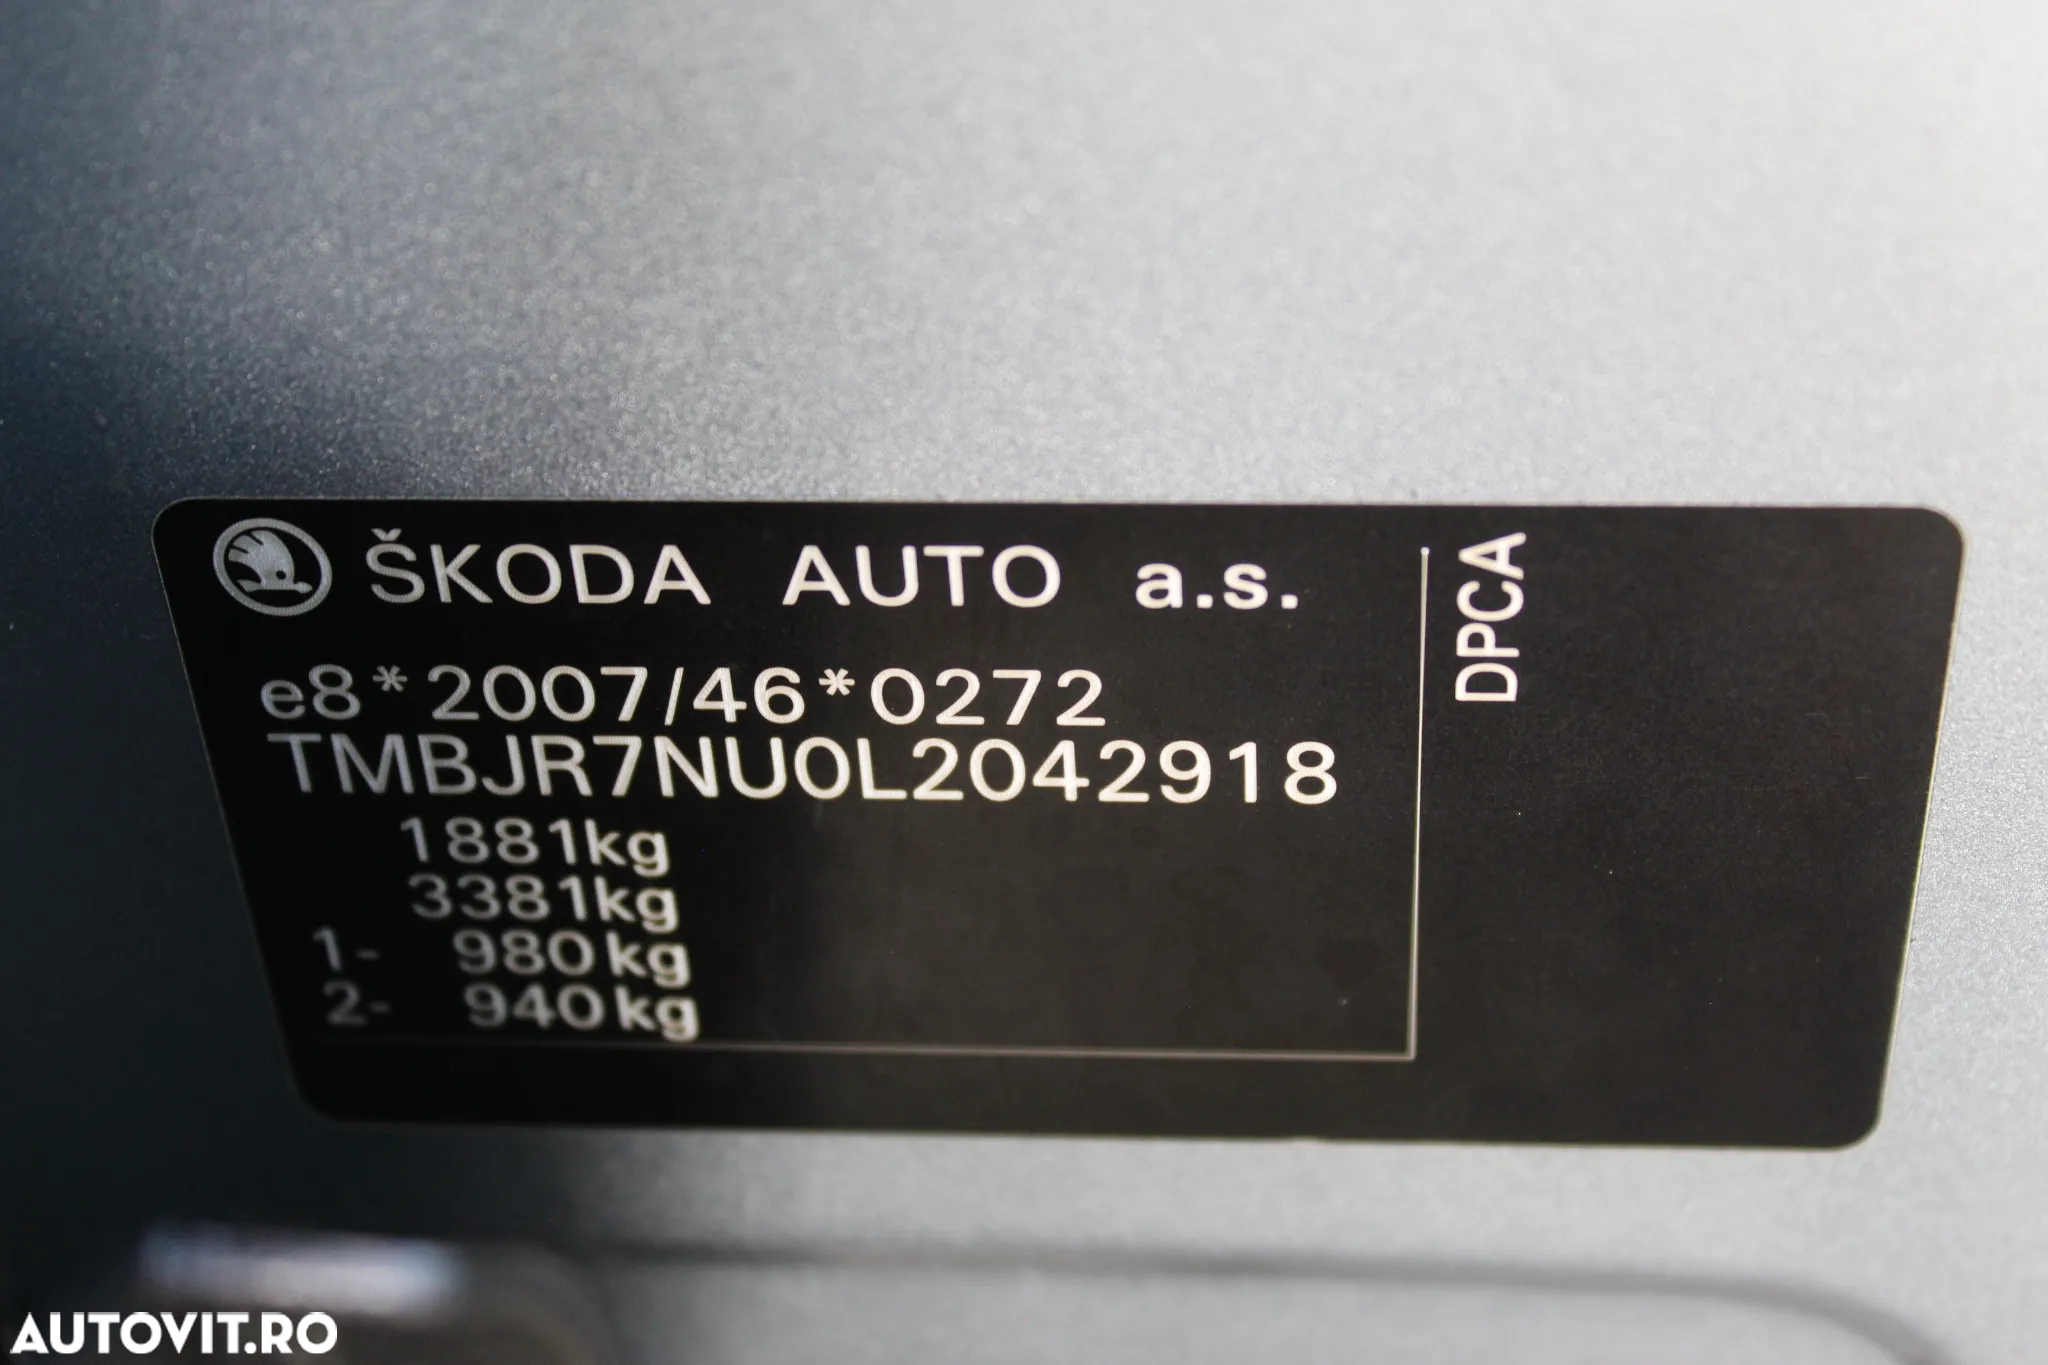 ŠKODA AUTO a.s.
e8*2007/46*0272
TMBJR7NU0L2042918
1881kg
3381kg
1- 980kg
2- 940kg
DPCA
AUTOVIT.RO